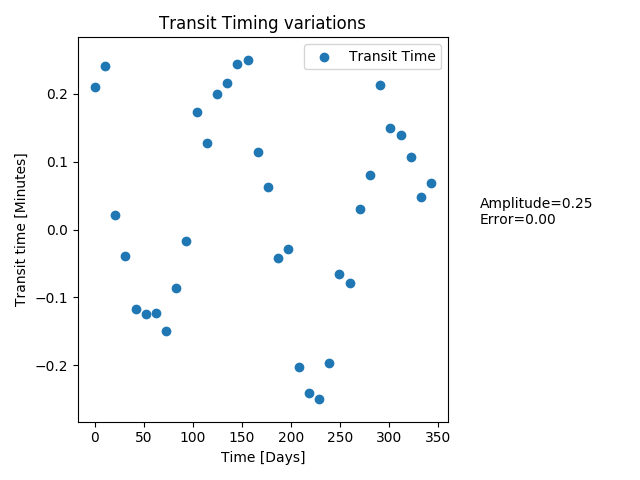 Transit Timing variations
Transit Time
Transit time [Minutes]
0.2
0.1
0.0
−0.1
−0.2
0
50
100
150
200
250
300
350
Time [Days]
Amplitude=0.25
Error=0.00